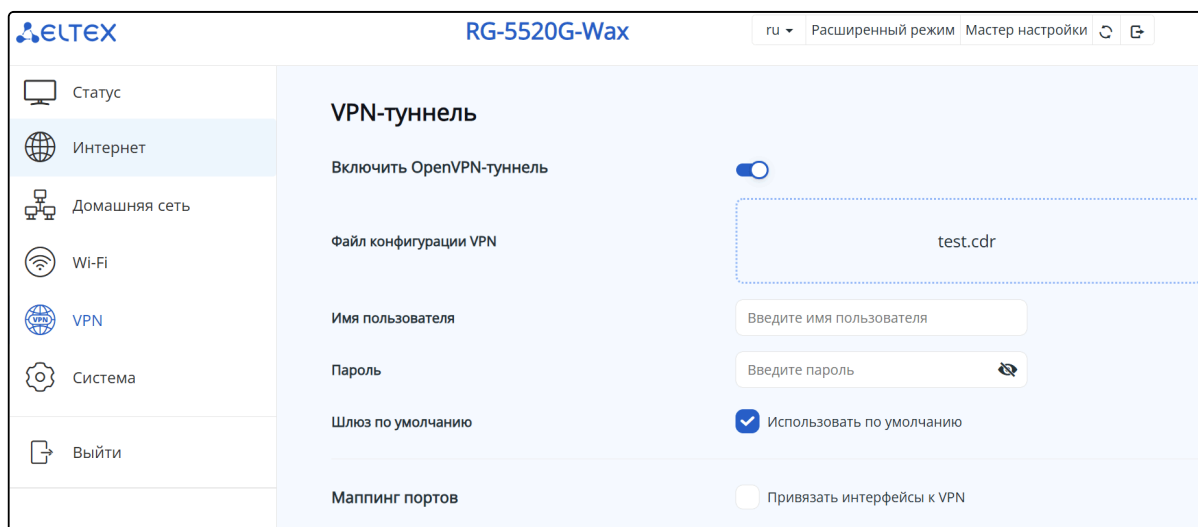 ELTEX
RG-5520G-Wax
ru
Расширенный режим
Мастер настройки
Статус
Интернет
Домашняя сеть
Wi-Fi
VPN
VPN
Система
Выйти
VPN-туннель
Включить OpenVPN-туннель
Файл конфигурации VPN
test.cdr
Имя пользователя
Введите имя пользователя
Пароль
Введите пароль
Шлюз по умолчанию
Использовать по умолчанию
Маппинг портов
Привязать интерфейсы к VPN